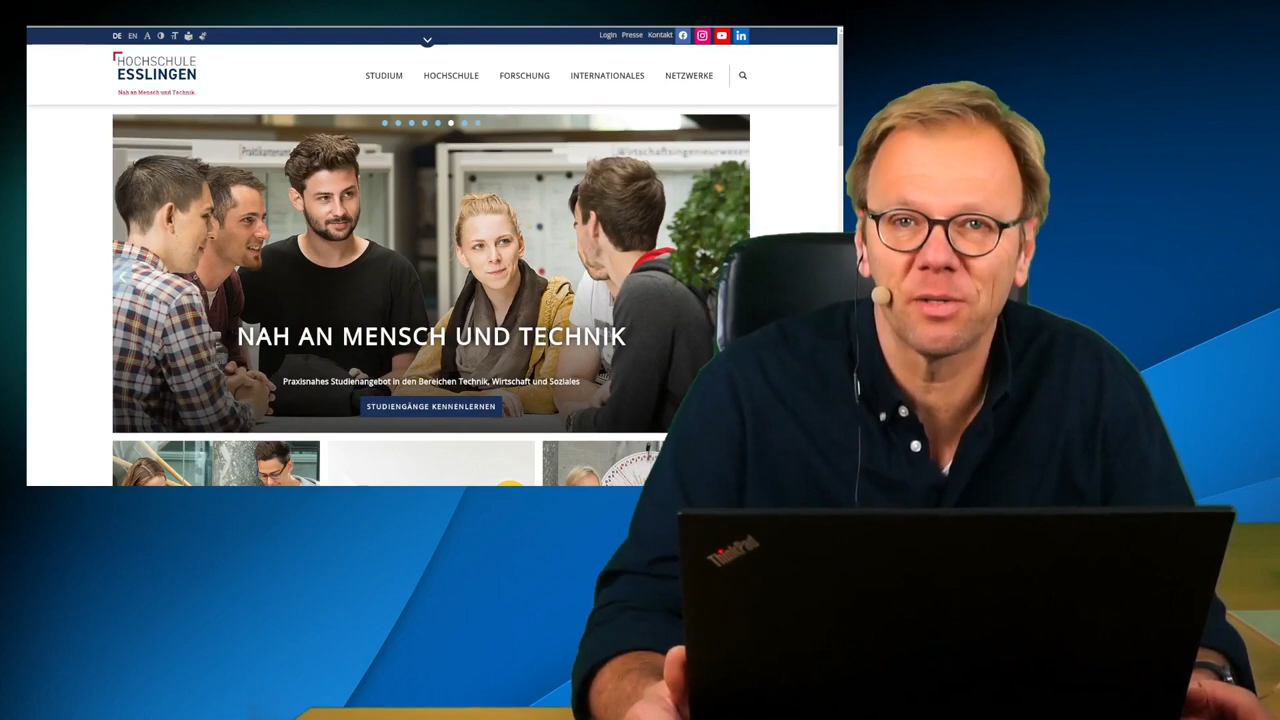 DE EN A
Login Presse Kontakt
HOCHSCHULE
ESSLINGEN
Nah an Mensch und Technik.
STUDIUM HOCHSCHULE FORSCHUNG INTERNATIONALES NETZWERKE
NAH AN MENSCH UND TECHNIK
Praxisnahes Studienangebot in den Bereichen Technik, Wirtschaft und Soziales
STUDIENGÄNGE KENNENLERNEN
ThinkPad